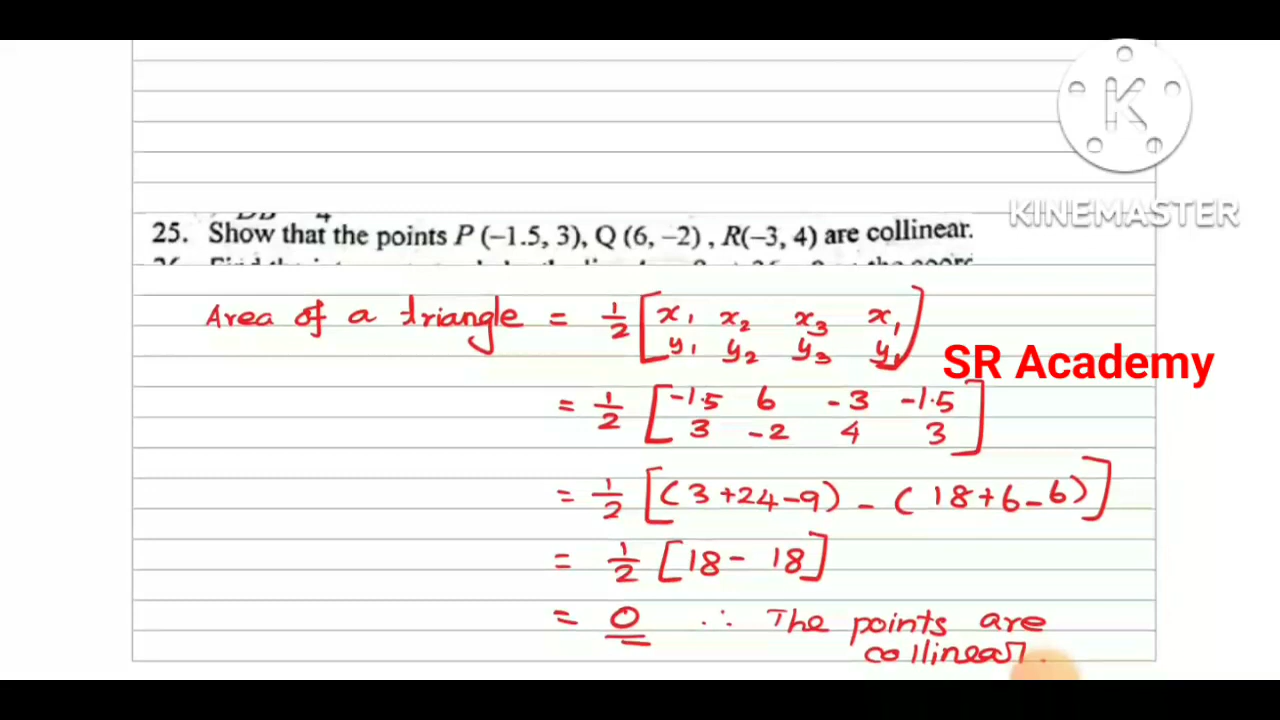 KINEMASTER
25. Show that the points P (–1.5, 3), Q (6, –2) , R(–3, 4) are collinear.
Area of a triangle = 1/2 [x₁ x₂ x₃ x₁
y₁ y₂ y₃ y₁]
SR Academy
= 1/2 [-1.5 6 -3 -1.5
3 -2 4 3]
= 1/2 [(3+24-9) - (18+6-6)]
= 1/2 [18 - 18]
= 0 ∴ The points are
collinear.